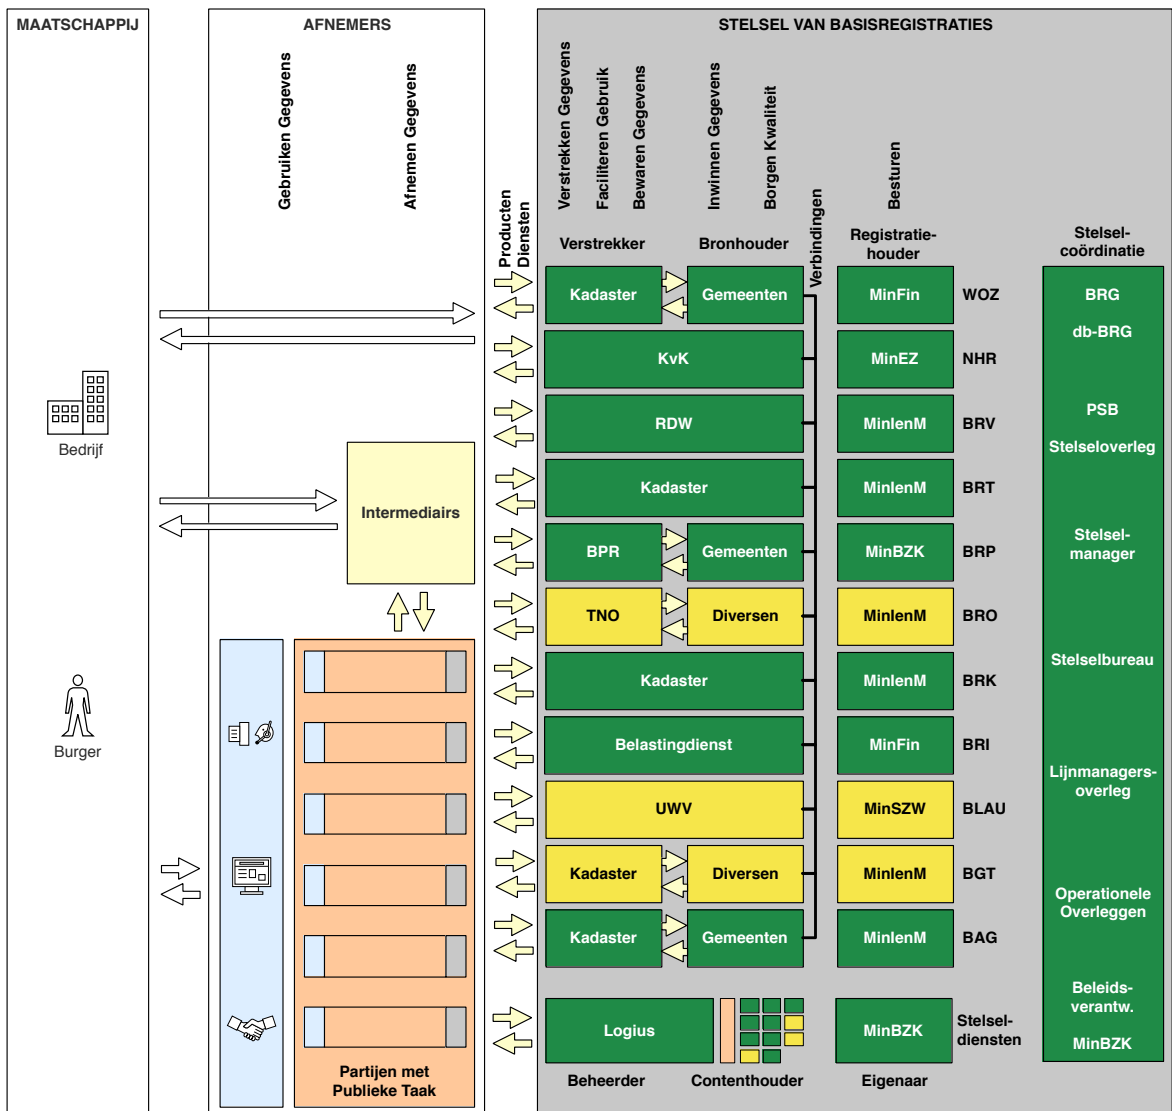 MAATSCHAPPIJ
AFNEMERS
STELSEL VAN BASISREGISTRATIES
Gebruiken Gegevens
Afnemen Gegevens
Producten
Diensten
Verstrekken Gegevens
Faciliteren Gebruik
Bewaren Gegevens
Inwinnen Gegevens
Borgen Kwaliteit
Verbindingen
Besturen
Verstrekker
Bronhouder
Registratie-
houder
Stelsel-
coördinatie
Kadaster
Gemeenten
MinFin
WOZ
KvK
MinEZ
NHR
RDW
MinIenM
BRV
Kadaster
MinIenM
BRT
BPR
Gemeenten
MinBZK
BRP
TNO
Diversen
MinIenM
BRO
Kadaster
MinIenM
BRK
Belastingdienst
MinFin
BRI
UWV
MinSZW
BLAU
Kadaster
Diversen
MinIenM
BGT
Kadaster
Gemeenten
MinIenM
BAG
Logius
MinBZK
Stelsel-
diensten
Beheerder
Contenthouder
Eigenaar
BRG
db-BRG
PSB
Stelseloverleg
Stelsel-
manager
Stelselbureau
Lijnmanagers-
overleg
Operationele
Overleggen
Beleids-
verantw.
MinBZK
Bedrijf
Intermediairs
Burger
Partijen met
Publieke Taak